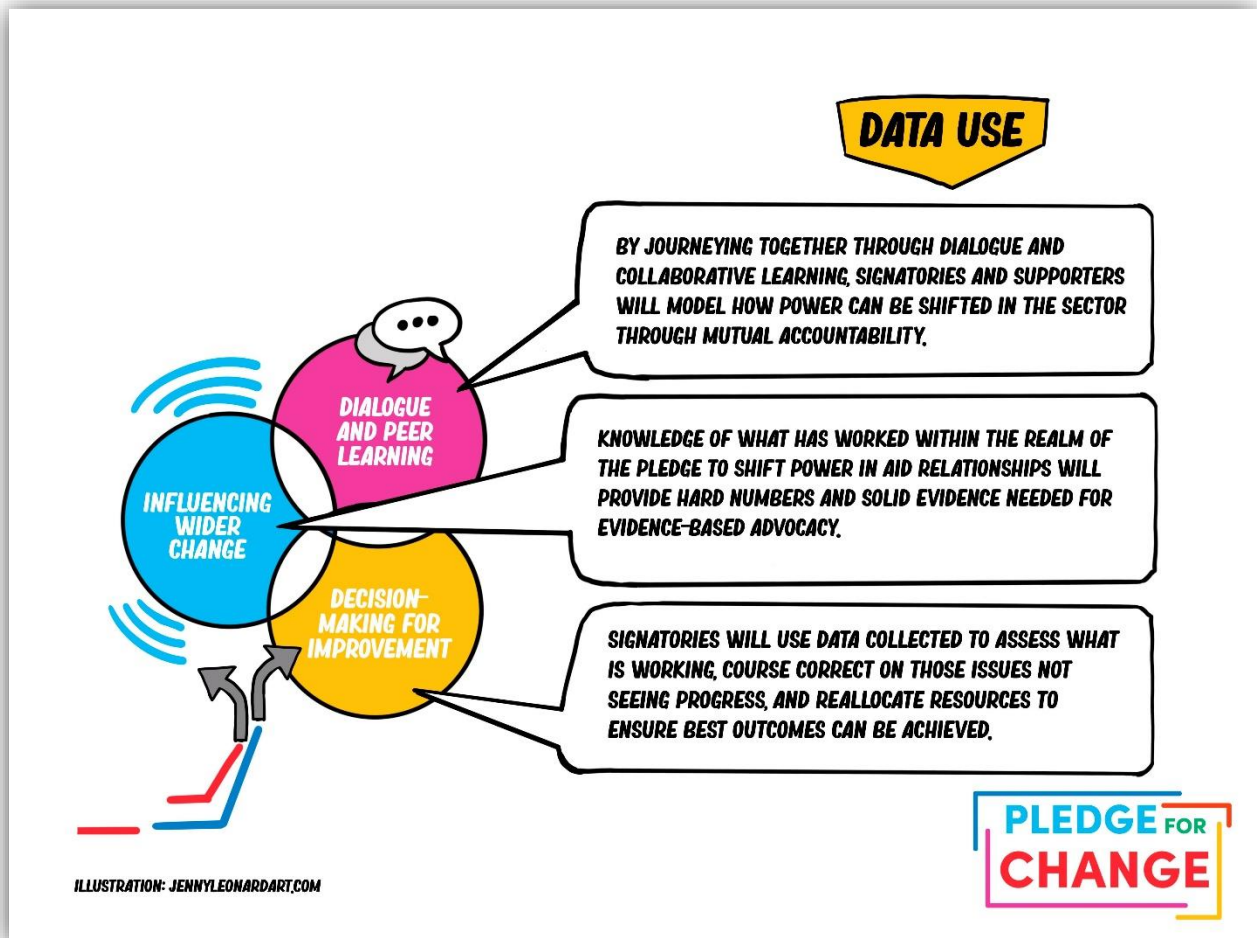 DATA USE
BY JOURNEYING TOGETHER THROUGH DIALOGUE AND
COLLABORATIVE LEARNING, SIGNATORIES AND SUPPORTERS
WILL MODEL HOW POWER CAN BE SHIFTED IN THE SECTOR
THROUGH MUTUAL ACCOUNTABILITY.
DIALOGUE
AND PEER
LEARNING
KNOWLEDGE OF WHAT HAS WORKED WITHIN THE REALM OF
THE PLEDGE TO SHIFT POWER IN AID RELATIONSHIPS WILL
PROVIDE HARD NUMBERS AND SOLID EVIDENCE NEEDED FOR
EVIDENCE-BASED ADVOCACY.
INFLUENCING
WIDER
CHANGE
DECISION-
MAKING FOR
IMPROVEMENT
SIGNATORIES WILL USE DATA COLLECTED TO ASSESS WHAT
IS WORKING, COURSE CORRECT ON THOSE ISSUES NOT
SEEING PROGRESS, AND REALLOCATE RESOURCES TO
ENSURE BEST OUTCOMES CAN BE ACHIEVED.
PLEDGE FOR
CHANGE
ILLUSTRATION: JENNYLEONARDART.COM